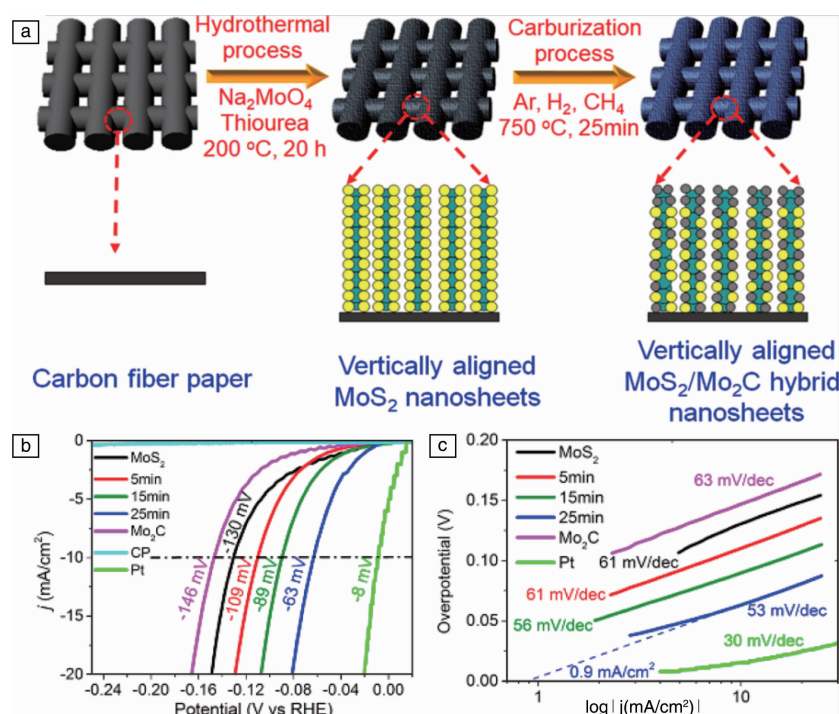 a
Hydrothermal
process
Na₂MoO₄
Thiourea
200 °C, 20 h
Carburization
process
Ar, H₂, CH₄
750 °C, 25min
Carbon fiber paper
Vertically aligned
MoS₂ nanosheets
Vertically aligned
MoS₂/Mo₂C hybrid
nanosheets
b
0
-5
-10
-15
-20
j (mA/cm²)
MoS₂
5min
15min
25min
Mo₂C
CP
Pt
-146 mV
-130 mV
-109 mV
-89 mV
-63 mV
-8 mV
-0.24 -0.20 -0.16 -0.12 -0.08 -0.04 0.00
Potential (V vs RHE)
c
0.20
0.15
0.10
0.05
0.00
Overpotential (V)
MoS₂
5min
15min
25min
Mo₂C
Pt
63 mV/dec
61 mV/dec
61 mV/dec
56 mV/dec
53 mV/dec
30 mV/dec
0.9 mA/cm²
1 10
log|j(mA/cm²)|